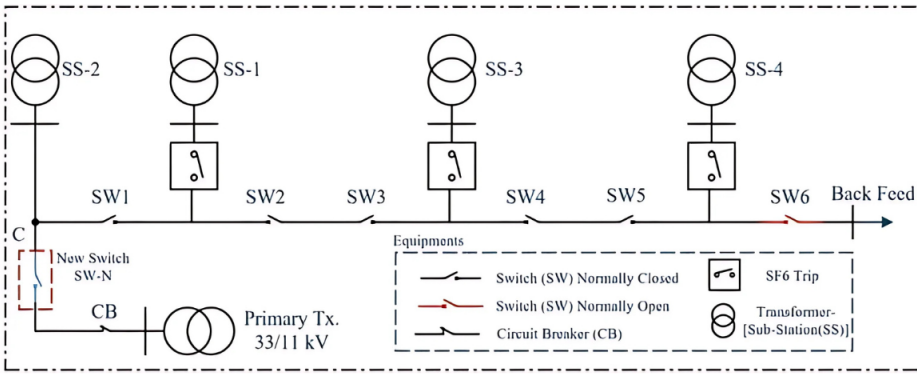 SS-2
SS-1
SS-3
SS-4
SW1
SW2
SW3
SW4
SW5
SW6
Back Feed
C
New Switch
SW-N
CB
Primary Tx.
33/11 kV
Equipments
Switch (SW) Normally Closed
Switch (SW) Normally Open
Circuit Breaker (CB)
SF6 Trip
Transformer-
[Sub-Station(SS)]